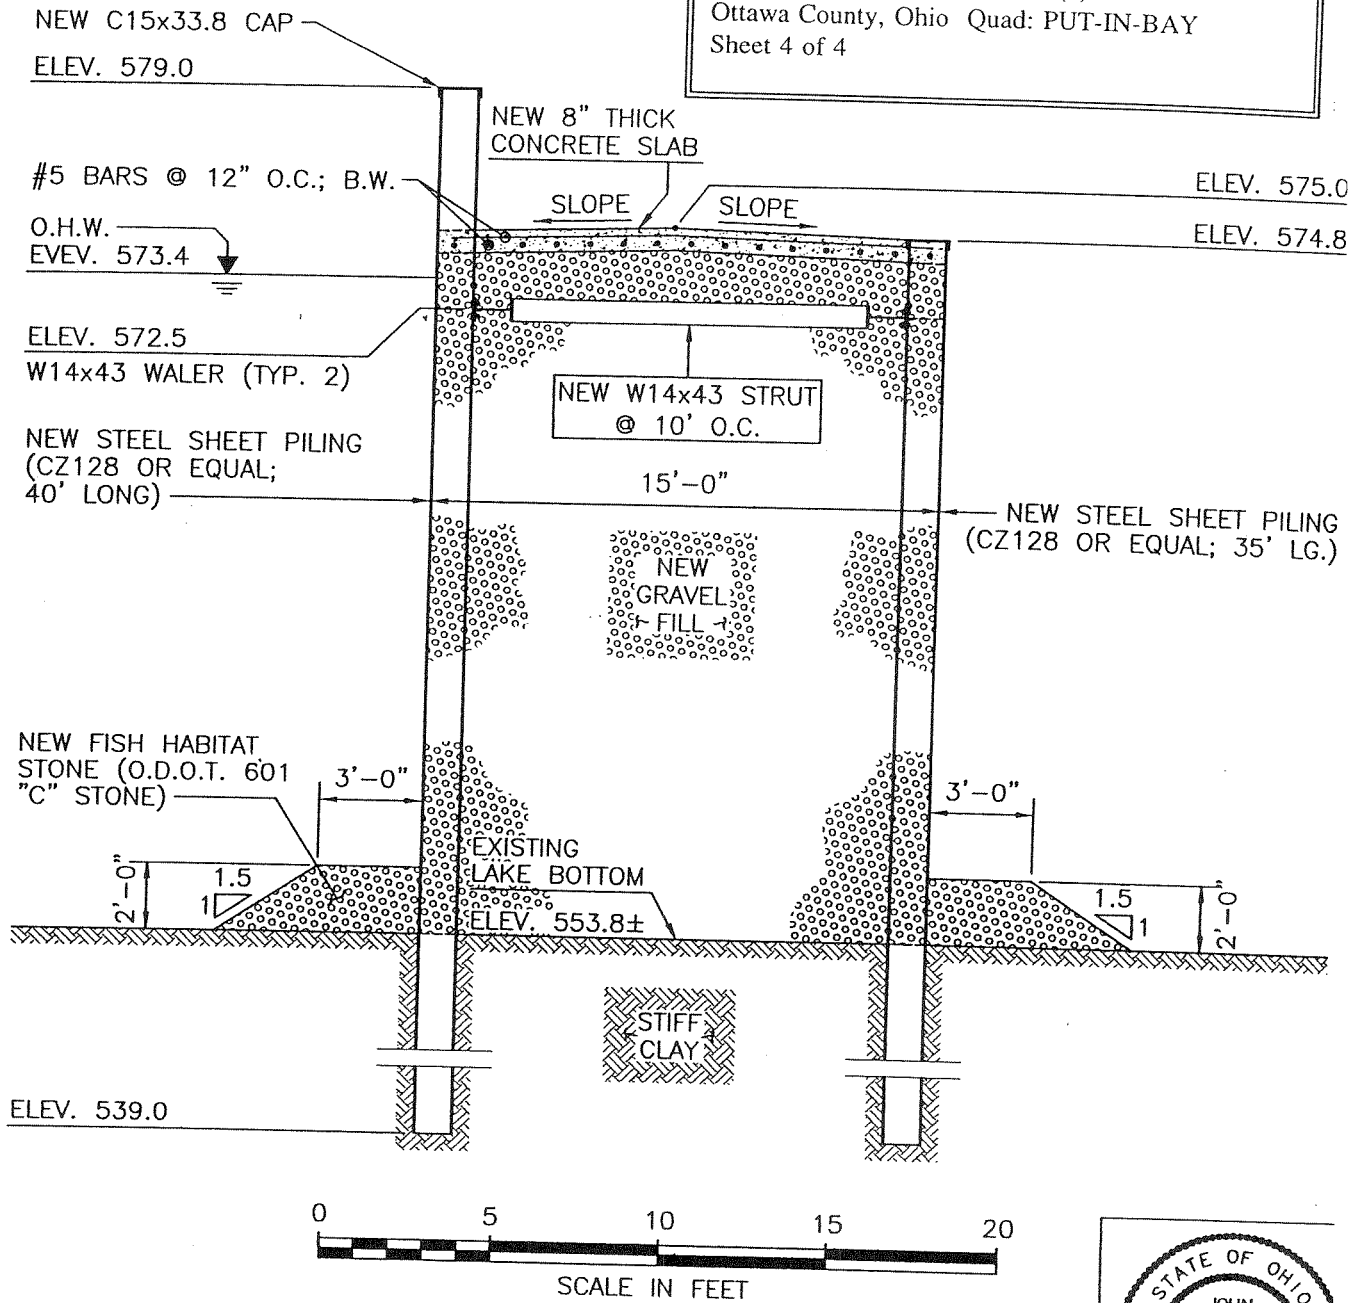 Ottawa County, Ohio Quad: PUT-IN-BAY
Sheet 4 of 4
NEW C15x33.8 CAP
ELEV. 579.0
NEW 8" THICK
CONCRETE SLAB
#5 BARS @ 12" O.C.; B.W.
SLOPE
SLOPE
ELEV. 575.0
O.H.W.
EVEV. 573.4
ELEV. 574.8
ELEV. 572.5
W14x43 WALER (TYP. 2)
NEW W14x43 STRUT
@ 10' O.C.
NEW STEEL SHEET PILING
(CZ128 OR EQUAL;
40' LONG)
15'-0"
NEW STEEL SHEET PILING
(CZ128 OR EQUAL; 35' LG.)
NEW
GRAVEL
FILL
NEW FISH HABITAT
STONE (O.D.O.T. 601
"C" STONE)
3'-0"
3'-0"
EXISTING
LAKE BOTTOM
ELEV. 553.8±
2'-0"
1.5
1
1.5
1
2'-0"
STIFF
CLAY
ELEV. 539.0
0 5 10 15 20
SCALE IN FEET
STATE OF OHIO
JOHN